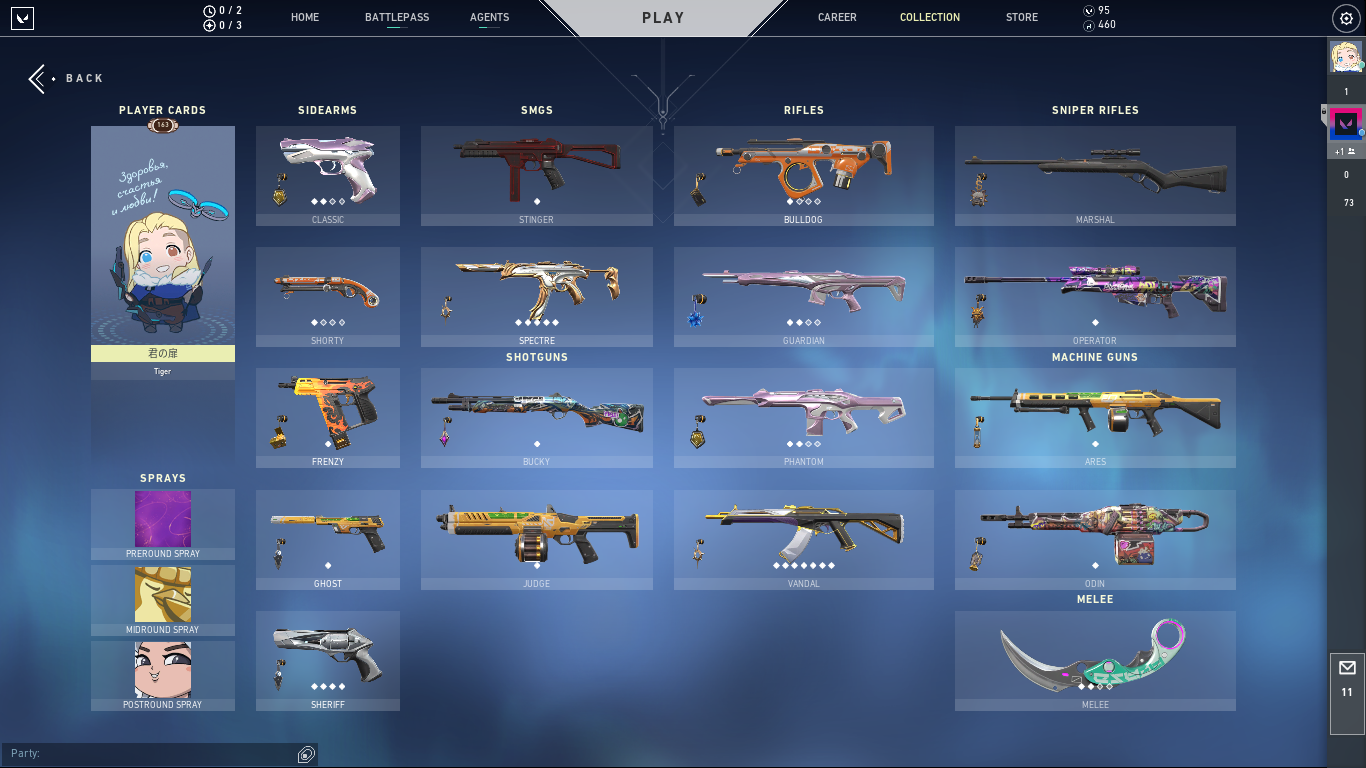 0 / 2
0 / 3
HOME
BATTLEPASS
AGENTS
PLAY
CAREER
COLLECTION
STORE
95
460
BACK
PLAYER CARDS
SIDEARMS
SMGS
RIFLES
SNIPER RIFLES
163
Здоровья,
счастья
и любви!
君の扉
Tiger
CLASSIC
STINGER
BULLDOG
MARSHAL
SHORTY
SPECTRE
GUARDIAN
OPERATOR
SHOTGUNS
MACHINE GUNS
FRENZY
BUCKY
PHANTOM
ARES
SPRAYS
PREROUND SPRAY
MIDROUND SPRAY
POSTROUND SPRAY
GHOST
JUDGE
VANDAL
ODIN
MELEE
SHERIFF
MELEE
1
+1
0
73
11
Party: